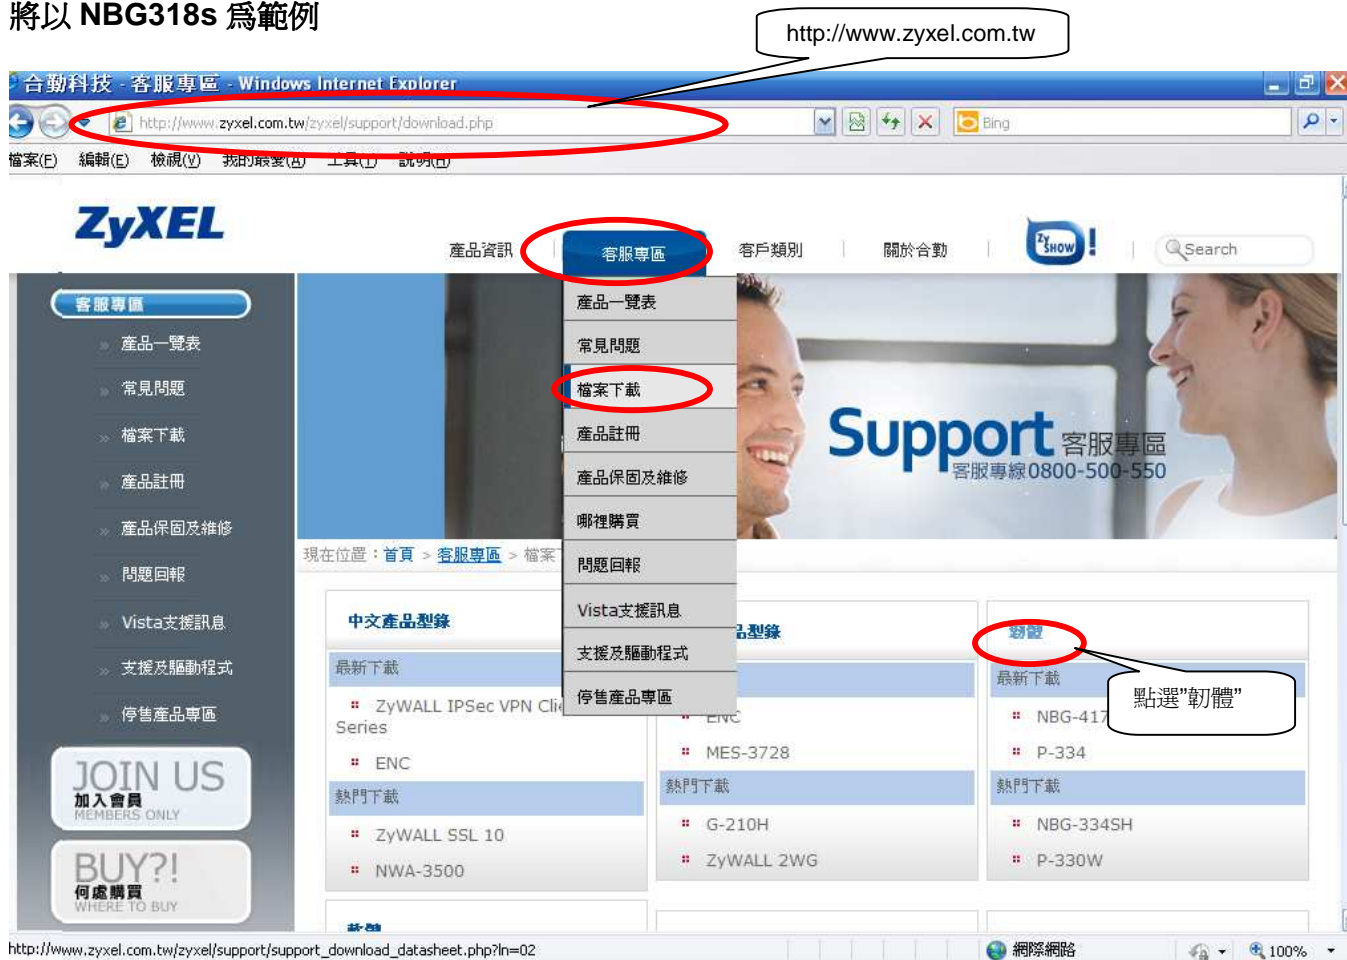 將以 NBG318s 為範例
http://www.zyxel.com.tw
合勤科技 - 客服專區 - Windows Internet Explorer
http://www.zyxel.com.tw/zyxel/support/download.php
Bing
檔案(F) 編輯(E) 檢視(V) 我的最愛(A) 工具(T) 說明(H)
ZyXEL
產品資訊 客服專區 客戶類別 關於合勤 Zy SHOW ! Search
客服專區
產品一覽表
常見問題
檔案下載
產品註冊
產品保固及維修
問題回報
Vista支援訊息
支援及驅動程式
停售產品專區
JOIN US
加入會員
MEMBERS ONLY
BUY?!
何處購買
WHERE TO BUY
產品一覽表
常見問題
檔案下載
產品註冊
產品保固及維修
哪裡購買
問題回報
Vista支援訊息
支援及驅動程式
停售產品專區
Support 客服專區
客服專線0800-500-550
現在位置：首頁 > 客服專區 > 檔案
中文產品型錄
最新下載
ZyWALL IPSec VPN Clie
Series
ENC
熱門下載
ZyWALL SSL 10
NWA-3500
軟體
品型錄
ENC
MES-3728
熱門下載
G-210H
ZyWALL 2WG
韌體
最新下載
NBG-417
P-334
熱門下載
NBG-334SH
P-330W
點選”韌體”
http://www.zyxel.com.tw/zyxel/support/support_download_datasheet.php?ln=02
網際網路
100%